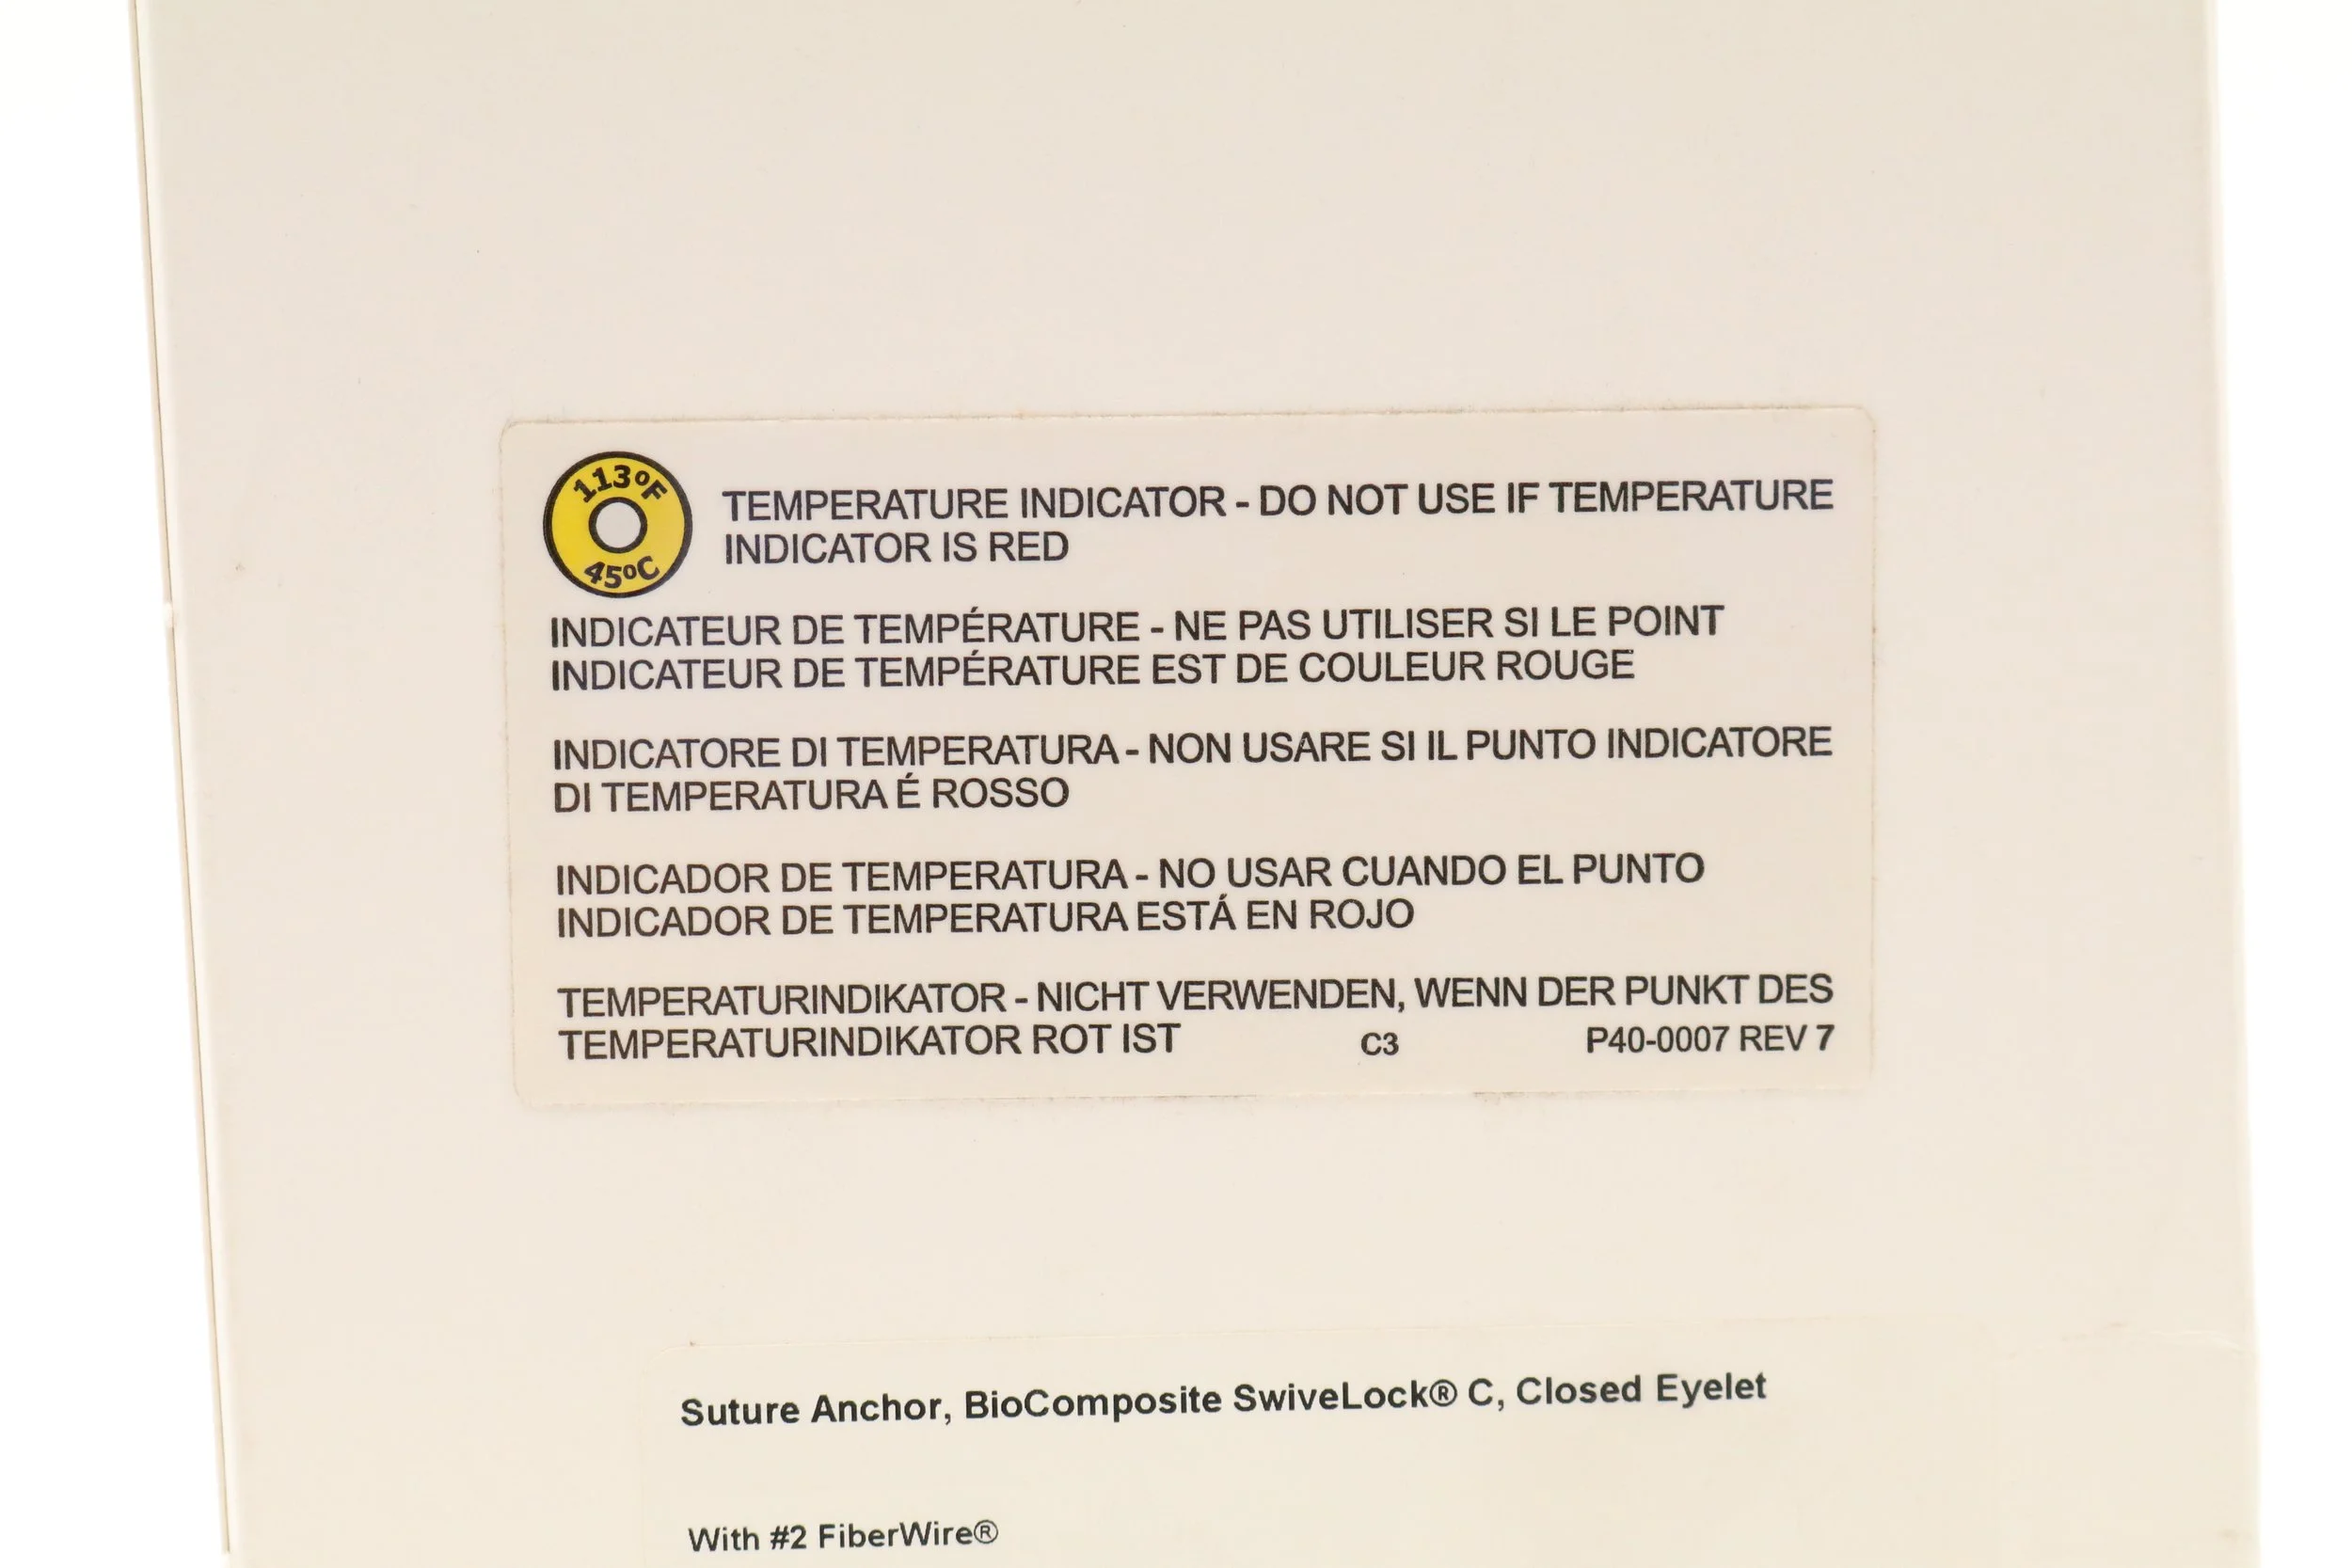 113ºF
45ºC
TEMPERATURE INDICATOR - DO NOT USE IF TEMPERATURE
INDICATOR IS RED
INDICATEUR DE TEMPÉRATURE - NE PAS UTILISER SI LE POINT
INDICATEUR DE TEMPÉRATURE EST DE COULEUR ROUGE
INDICATORE DI TEMPERATURA - NON USARE SI IL PUNTO INDICATORE
DI TEMPERATURA É ROSSO
INDICADOR DE TEMPERATURA - NO USAR CUANDO EL PUNTO
INDICADOR DE TEMPERATURA ESTÁ EN ROJO
TEMPERATURINDIKATOR - NICHT VERWENDEN, WENN DER PUNKT DES
TEMPERATURINDIKATOR ROT IST C3 P40-0007 REV 7
Suture Anchor, BioComposite SwiveLock® C, Closed Eyelet
With #2 FiberWire®